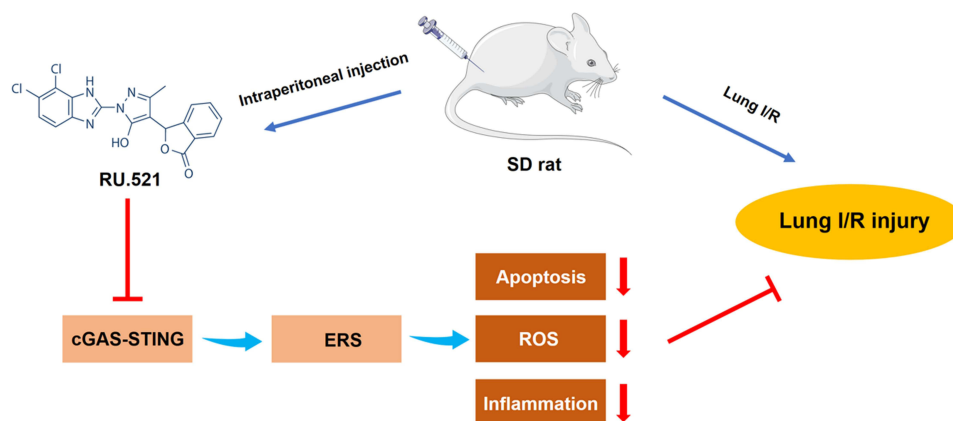 Cl
Cl
H
N
N
N
N
HO
O
O
RU.521
Intraperitoneal injection
SD rat
Lung I/R
Lung I/R injury
cGAS-STING
ERS
Apoptosis
ROS
Inflammation